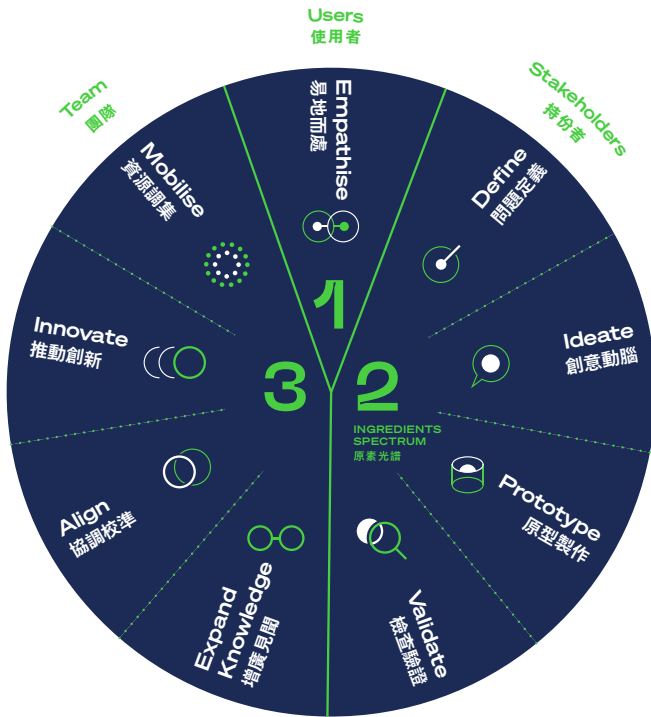 Users
使用者
Team
團隊
Stakeholders
持份者
Empathise
易地而處
1
Define
問題定義
Ideate
創意動腦
2
INGREDIENTS
SPECTRUM
原素光譜
Prototype
原型製作
Validate
檢查驗證
3
Expand
Knowledge
增廣見聞
Align
協調校準
Innovate
推動創新
Mobilise
資源調集